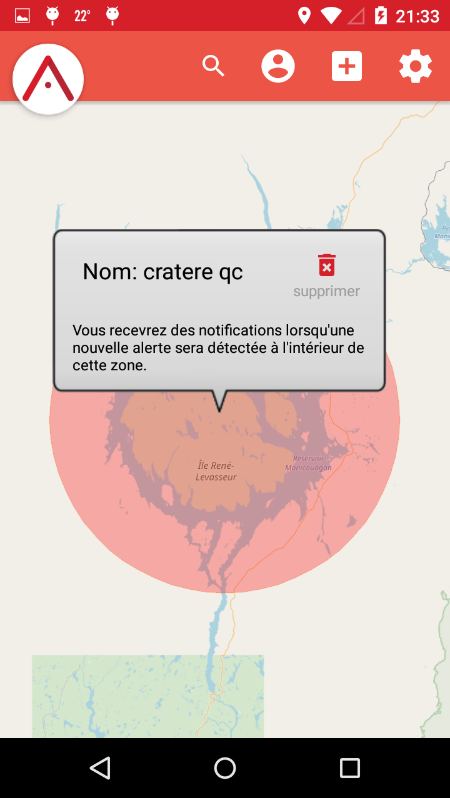 22° 21:33
Nom: cratere qc
supprimer
Vous recevrez des notifications lorsqu'une
nouvelle alerte sera détectée à l'intérieur de
cette zone.
Île René-
Levasseur
Réservoir
Manicouagan